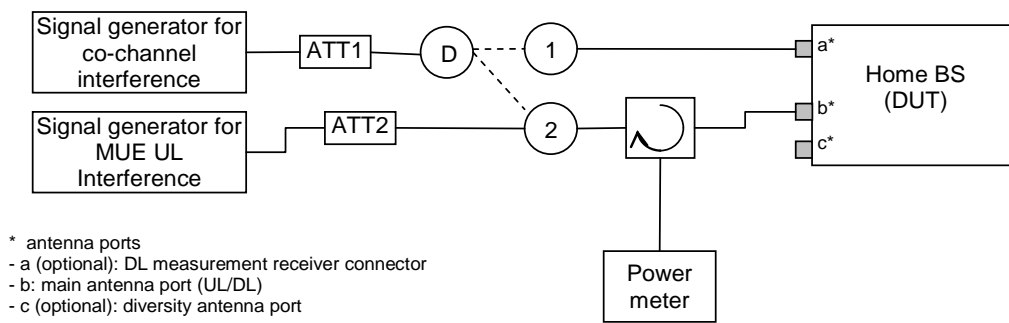 Signal generator for
co-channel
interference
ATT1
D
1
a*
Home BS
(DUT)
Signal generator for
MUE UL
Interference
ATT2
2
b*
c*
Power
meter
* antenna ports
- a (optional): DL measurement receiver connector
- b: main antenna port (UL/DL)
- c (optional): diversity antenna port